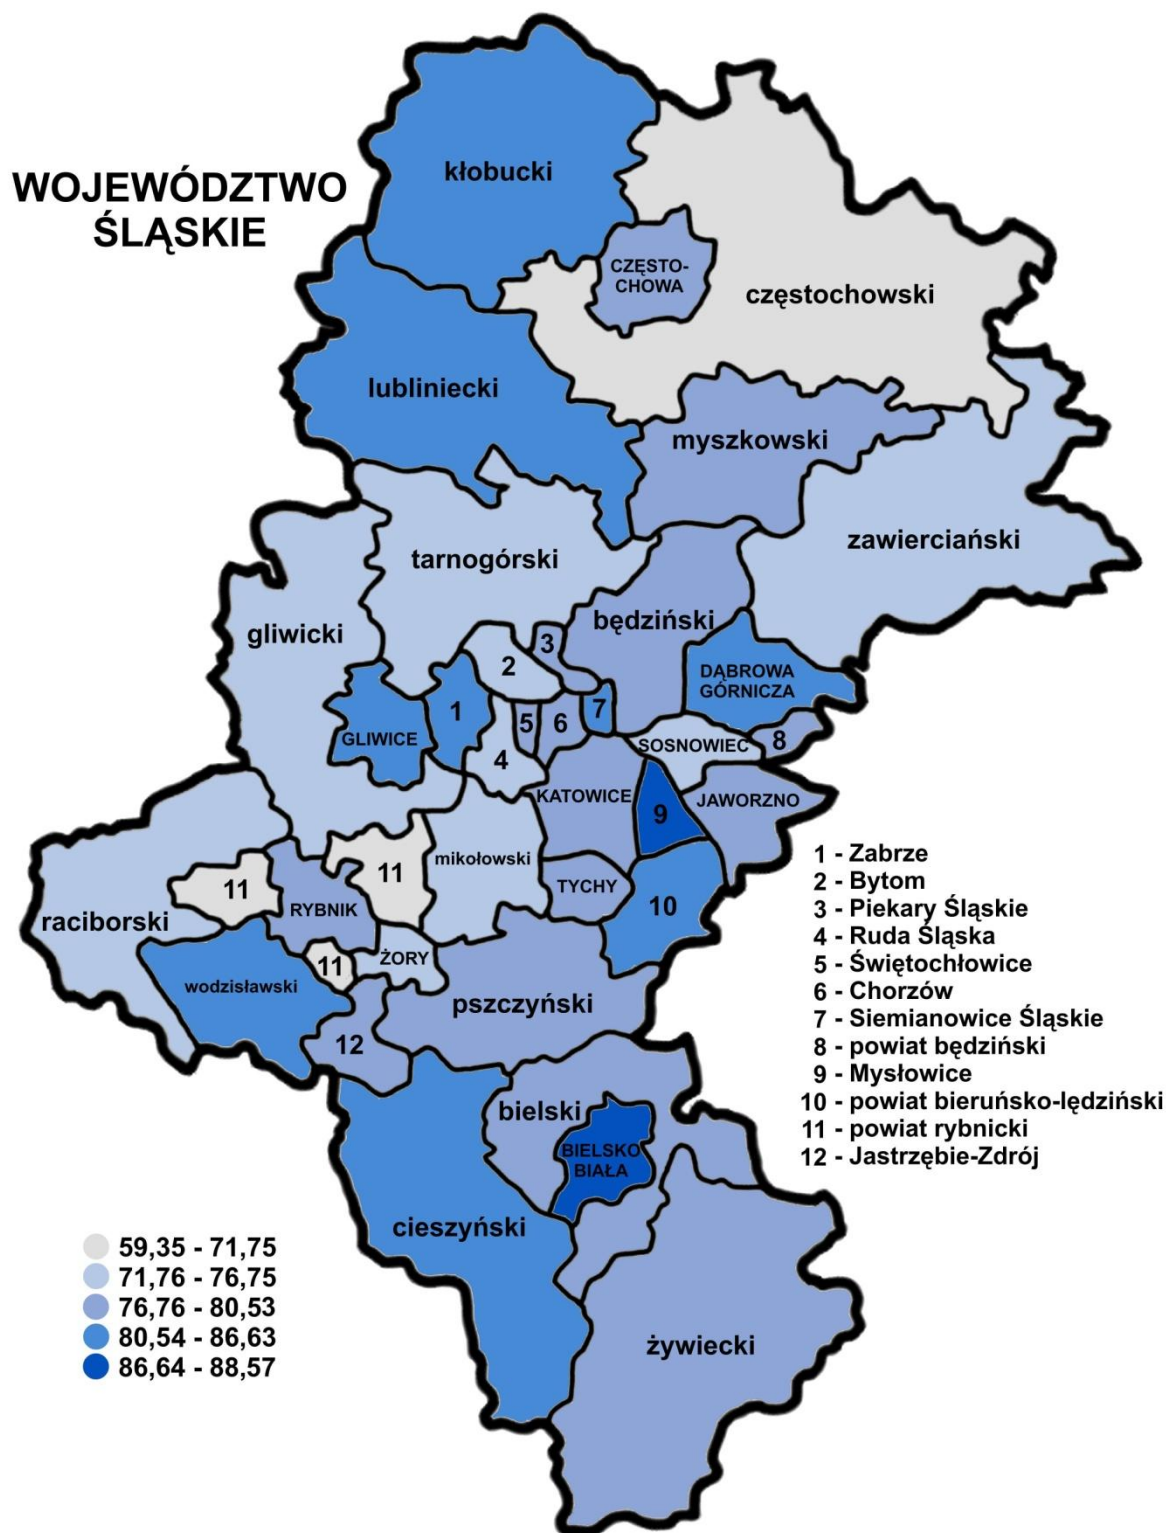 WOJEWÓDZTWO
ŚLĄSKIE
kłobucki
CZĘSTO-
CHOWA
częstochowski
lubliniecki
myszkowski
zawierciański
tarnogórski
gliwicki
będziński
3
2
DĄBROWA
GÓRNICZA
1
7
5
6
GLIWICE
8
SOSNOWIEC
4
KATOWICE
JAWORZNO
9
mikołowski
11
11
TYCHY
RYBNIK
10
raciborski
ŻORY
11
wodzisławski
pszczyński
12
bielski
BIELSKO
BIAŁA
cieszyński
żywiecki
1 - Zabrze
2 - Bytom
3 - Piekary Śląskie
4 - Ruda Śląska
5 - Świętochłowice
6 - Chorzów
7 - Siemianowice Śląskie
8 - powiat będziński
9 - Mysłowice
10 - powiat bieruńsko-lędziński
11 - powiat rybnicki
12 - Jastrzębie-Zdrój
59,35 - 71,75
71,76 - 76,75
76,76 - 80,53
80,54 - 86,63
86,64 - 88,57